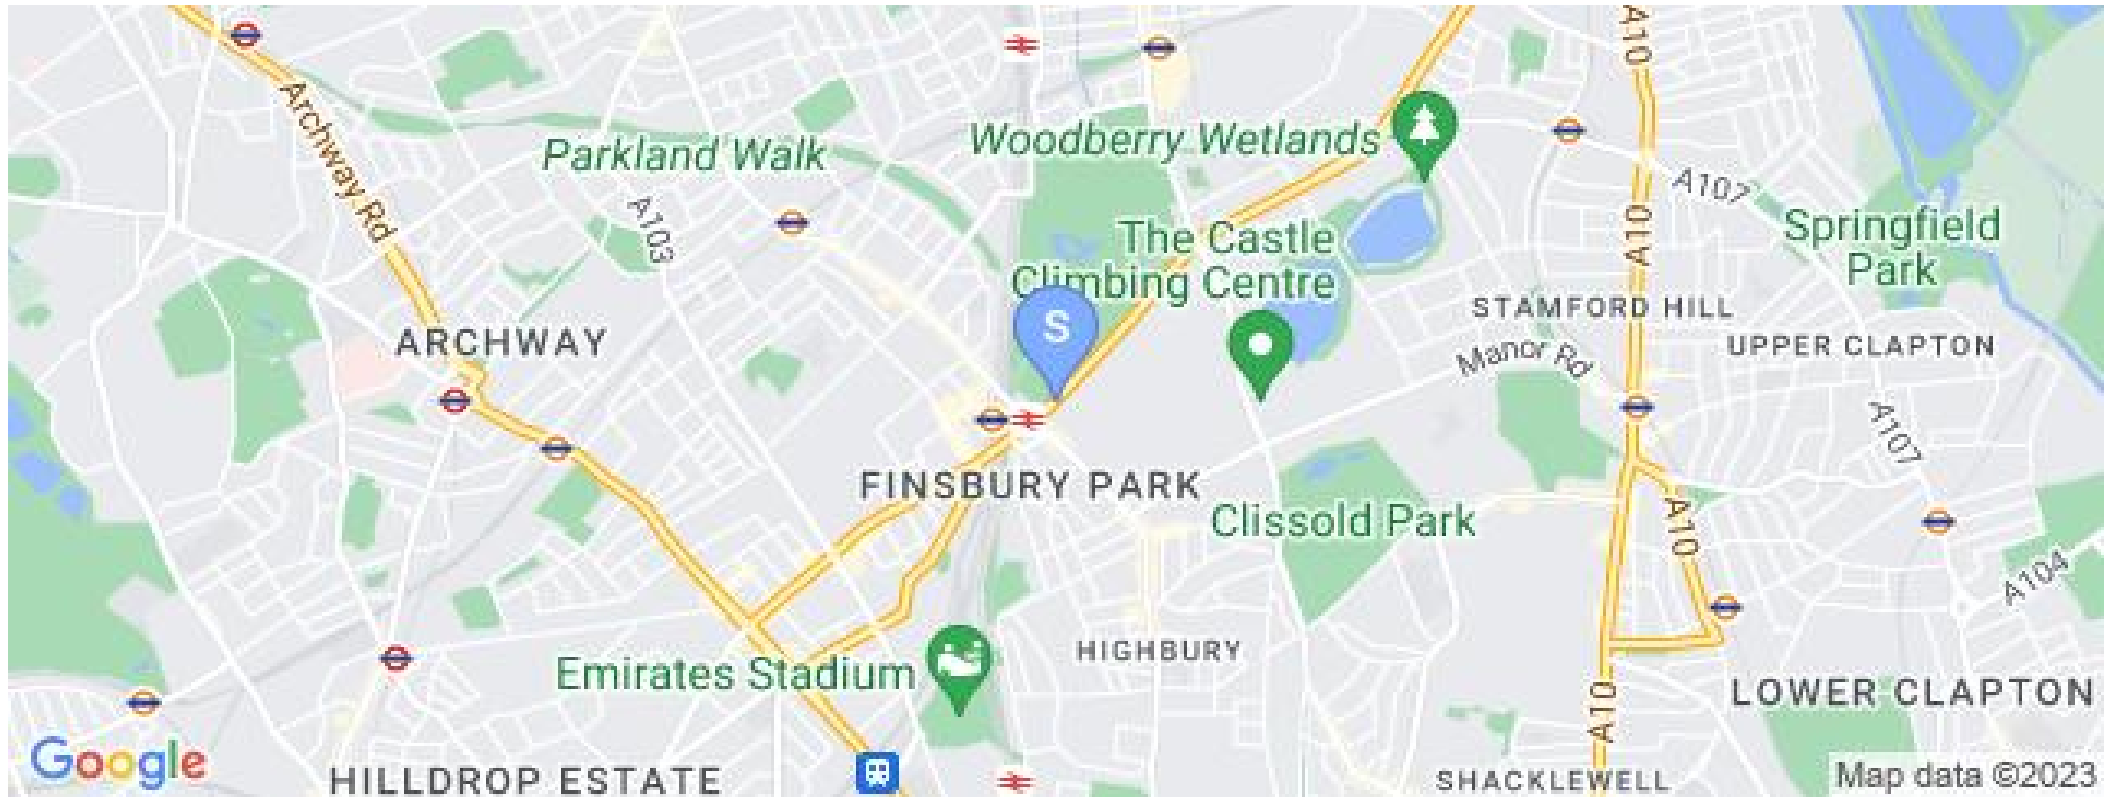 A10
Archway Rd
Woodberry Wetlands
Parkland Walk
A107
A103
A10
Springfield
Park
The Castle
Climbing Centre
S
STAMFORD HILL
ARCHWAY
UPPER CLAPTON
Manor Rd
A107
FINSBURY PARK
Clissold Park
A10
A104
HIGHBURY
Emirates Stadium
LOWER CLAPTON
A10
Google
HILLDROP ESTATE
SHACKLEWELL
Map data ©2023